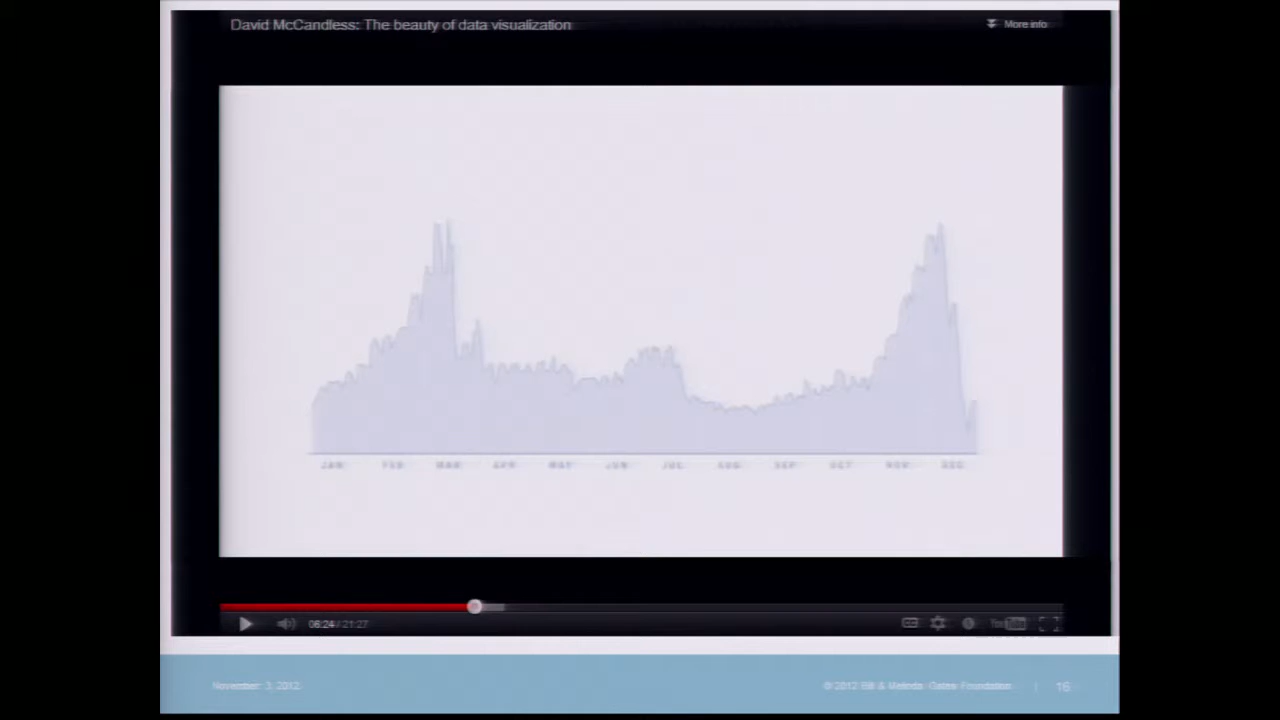 David McCandless: The beauty of data visualization
More info
JAN FEB MAR APR MAY JUN JUL AUG SEP OCT NOV DEC
06:24 / 21:27
YouTube
November 3, 2012
© 2012 Bill & Melinda Gates Foundation | 16